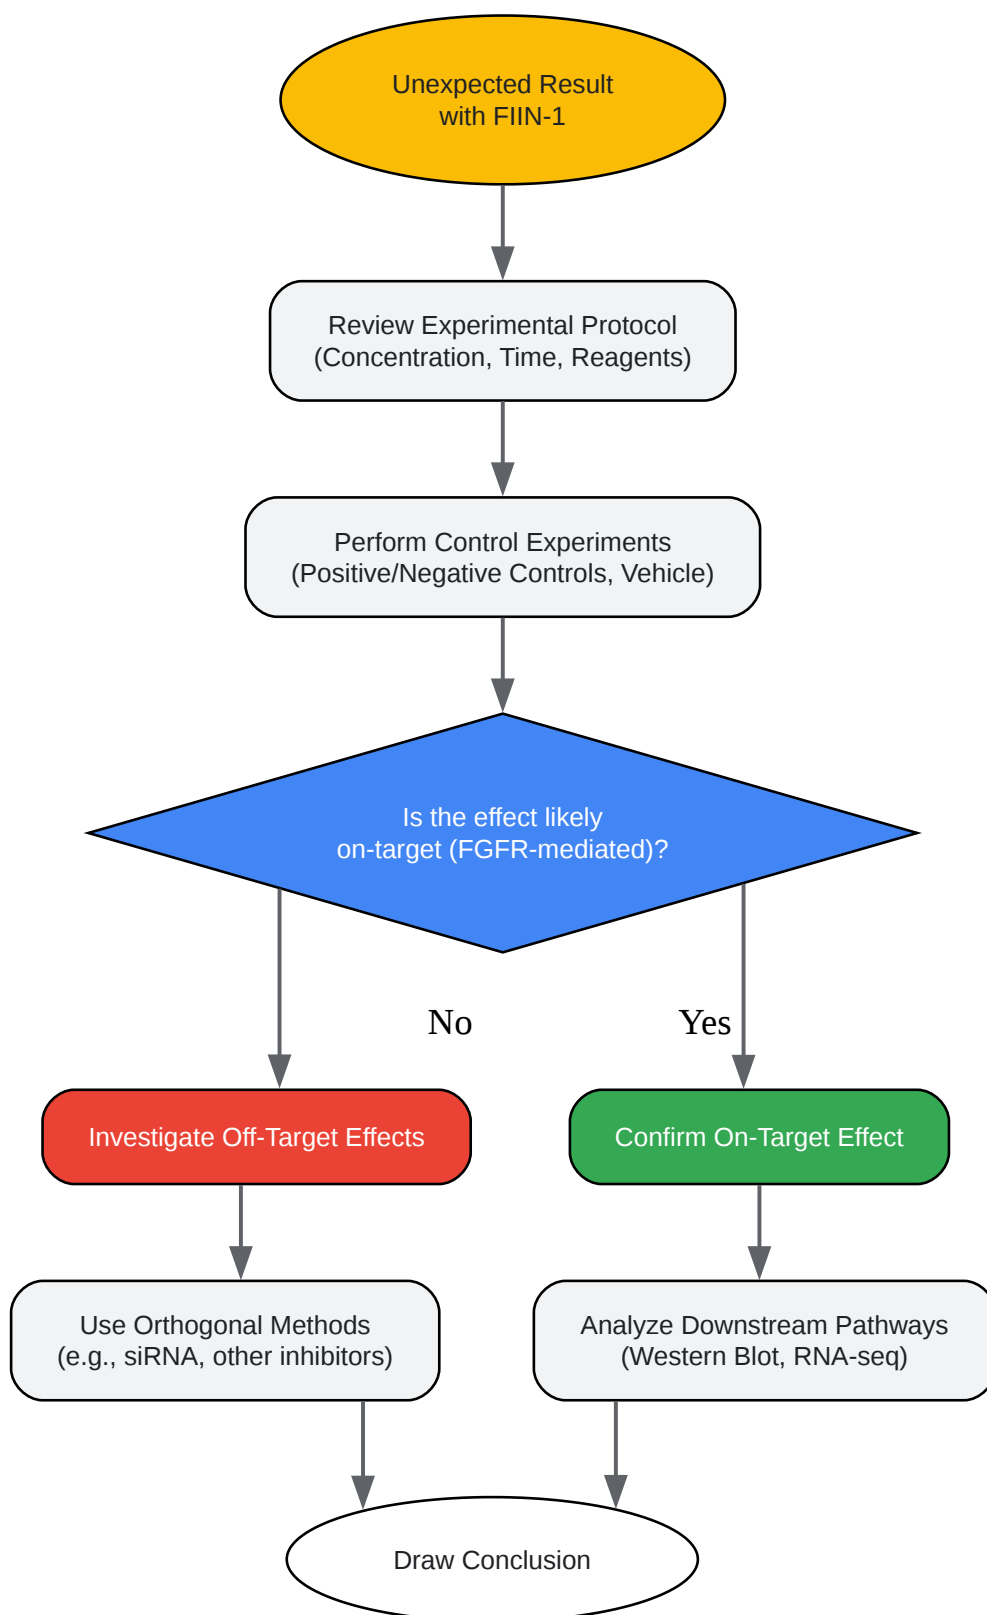 Unexpected Result
with FIIN-1
Review Experimental Protocol
(Concentration, Time, Reagents)
Perform Control Experiments
(Positive/Negative Controls, Vehicle)
Is the effect likely
on-target (FGFR-mediated)?
No
Yes
Investigate Off-Target Effects
Confirm On-Target Effect
Use Orthogonal Methods
(e.g., siRNA, other inhibitors)
Analyze Downstream Pathways
(Western Blot, RNA-seq)
Draw Conclusion